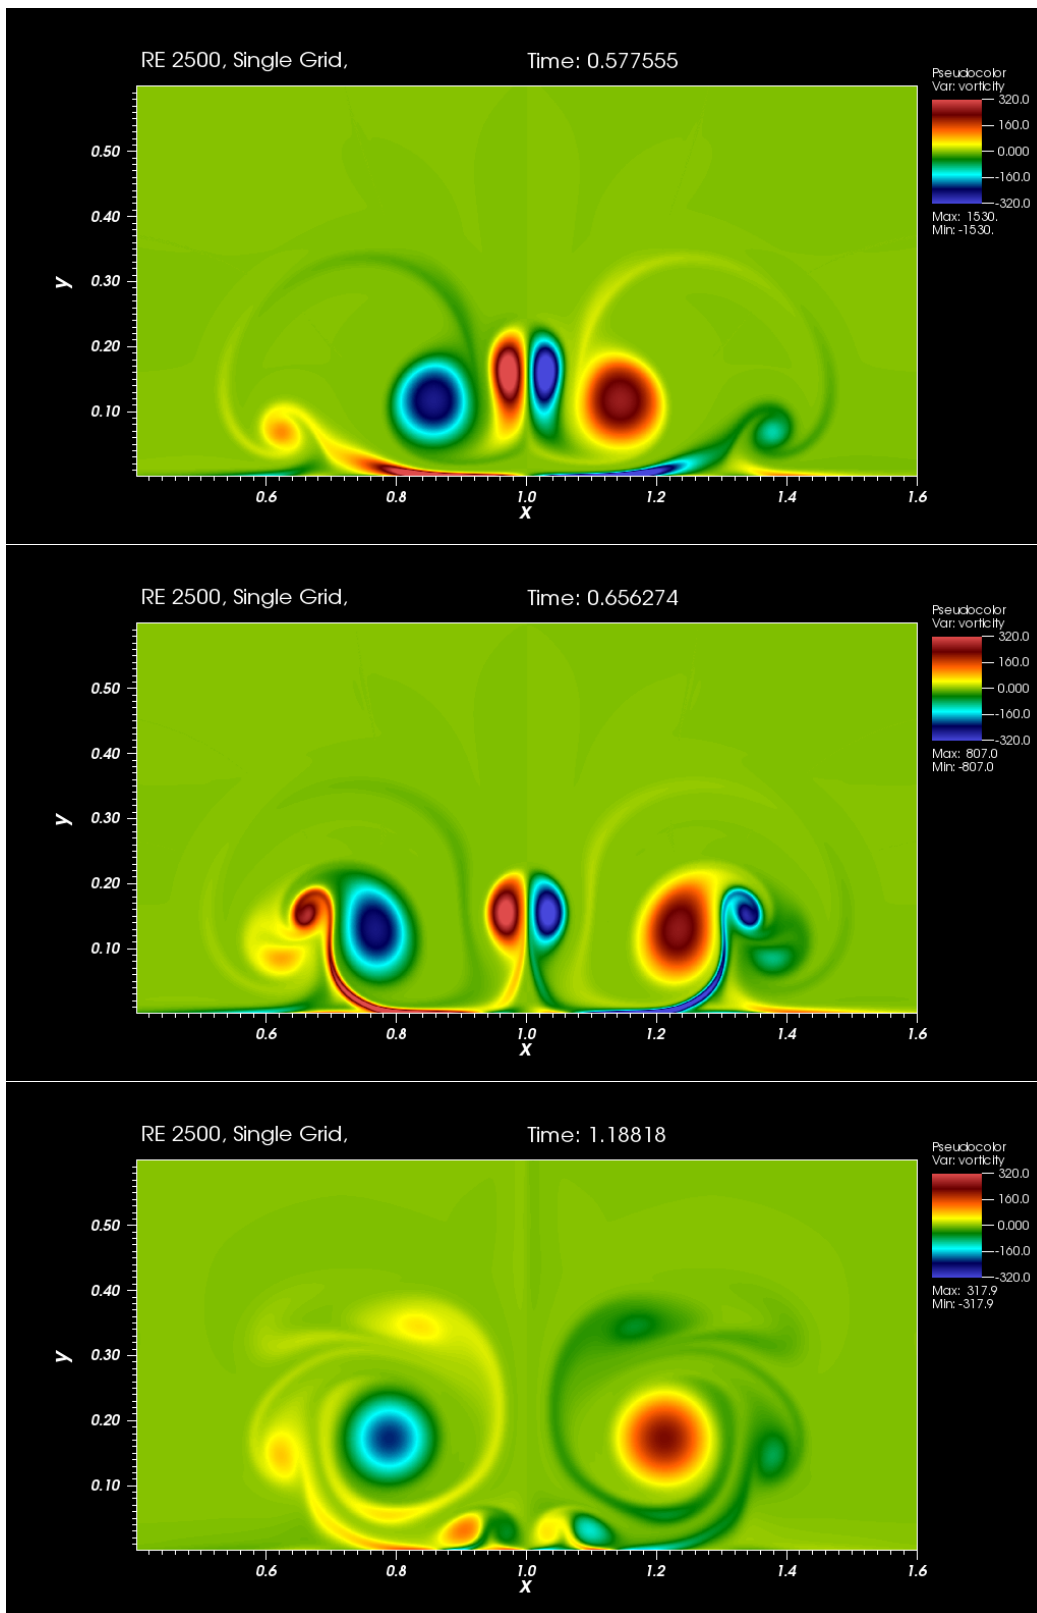 RE 2500, Single Grid, Time: 0.577555
Pseudocolor
Var: vorticity
320.0
160.0
0.000
-160.0
-320.0
Max: 1530.
Min: -1530.
0.50
0.40
0.30
y
0.20
0.10
0.6 0.8 1.0 1.2 1.4 1.6
X
RE 2500, Single Grid, Time: 0.656274
Pseudocolor
Var: vorticity
320.0
160.0
0.000
-160.0
-320.0
Max: 807.0
Min: -807.0
0.50
0.40
0.30
y
0.20
0.10
0.6 0.8 1.0 1.2 1.4 1.6
X
RE 2500, Single Grid, Time: 1.18818
Pseudocolor
Var: vorticity
320.0
160.0
0.000
-160.0
-320.0
Max: 317.9
Min: -317.9
0.50
0.40
0.30
y
0.20
0.10
0.6 0.8 1.0 1.2 1.4 1.6
X